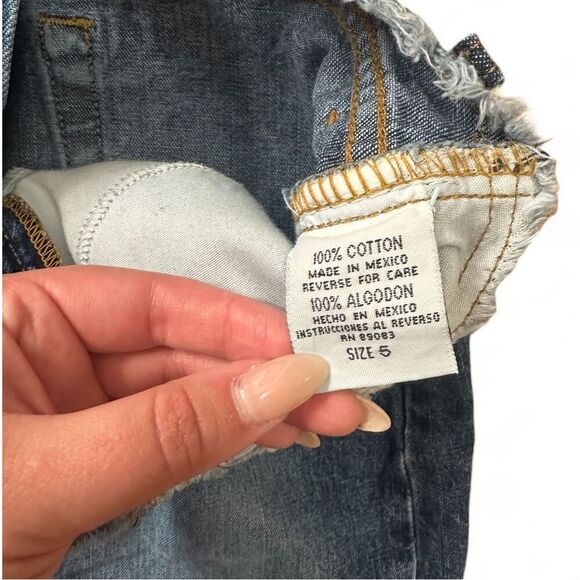 100% COTTON
MADE IN MEXICO
REVERSE FOR CARE
100% ALGODON
HECHO EN MEXICO
INSTRUCCIONES AL REVERSO
RN 89083
SIZE 5